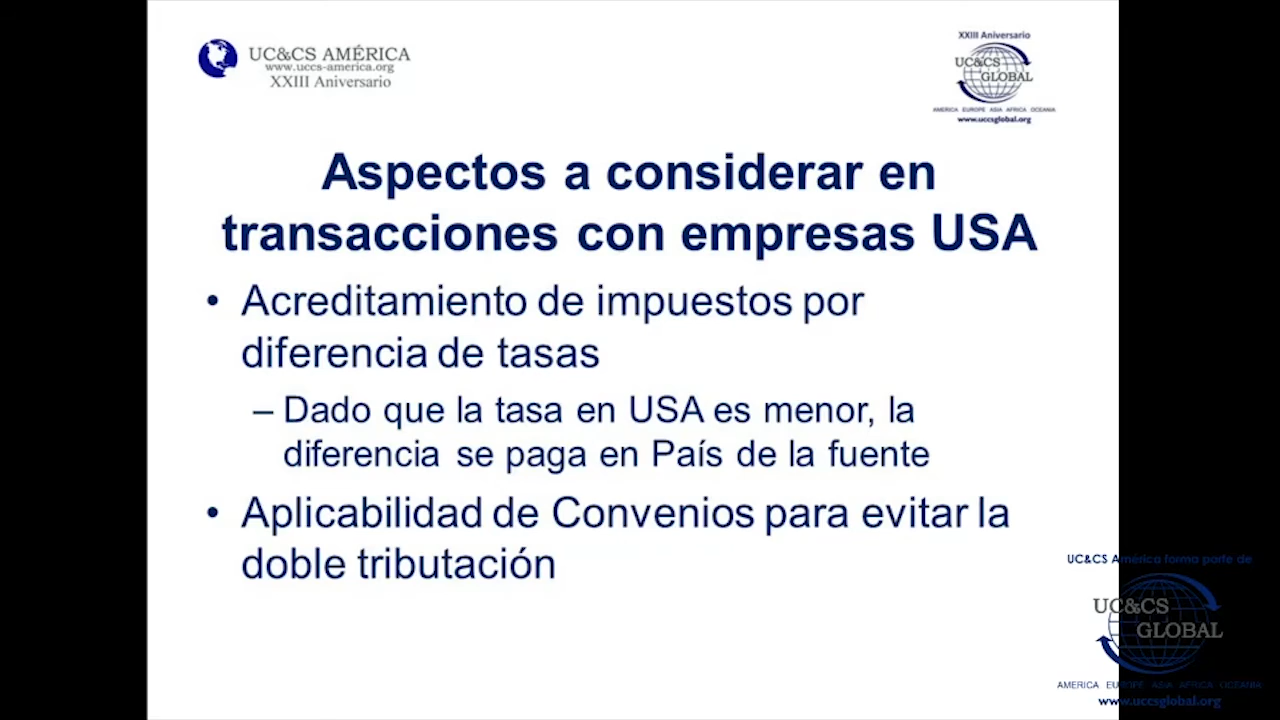 UC&CS AMÉRICA
www.uccs-america.org
XXIII Aniversario
XXIII Aniversario
UC&CS
GLOBAL
AMERICA EUROPE ASIA AFRICA OCEANIA
www.uccsglobal.org
Aspectos a considerar en
transacciones con empresas USA
• Acreditamiento de impuestos por
diferencia de tasas
– Dado que la tasa en USA es menor, la
diferencia se paga en País de la fuente
• Aplicabilidad de Convenios para evitar la
doble tributación
UC&CS América forma parte de
UC&CS
GLOBAL
AMERICA EUROPE ASIA AFRICA OCEANIA
www.uccsglobal.org